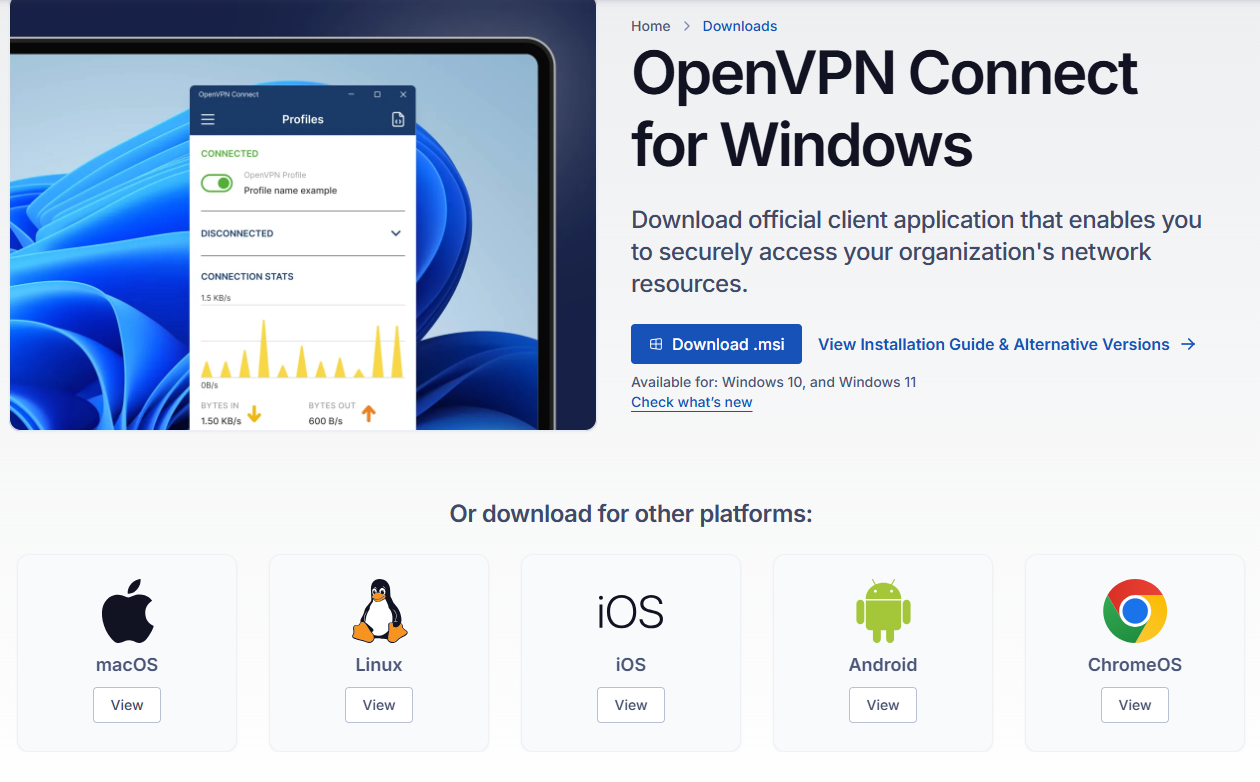 OpenVPN Connect
Profiles
CONNECTED
OpenVPN Profile
Profile name example
DISCONNECTED
CONNECTION STATS
1.5 KB/s
0B/s
BYTES IN
1.50 KB/s
BYTES OUT
600 B/s
Home > Downloads
OpenVPN Connect
for Windows
Download official client application that enables you
to securely access your organization's network
resources.
Download .msi
View Installation Guide & Alternative Versions →
Available for: Windows 10, and Windows 11
Check what's new
Or download for other platforms:
macOS
View
Linux
View
iOS
iOS
View
Android
View
ChromeOS
View